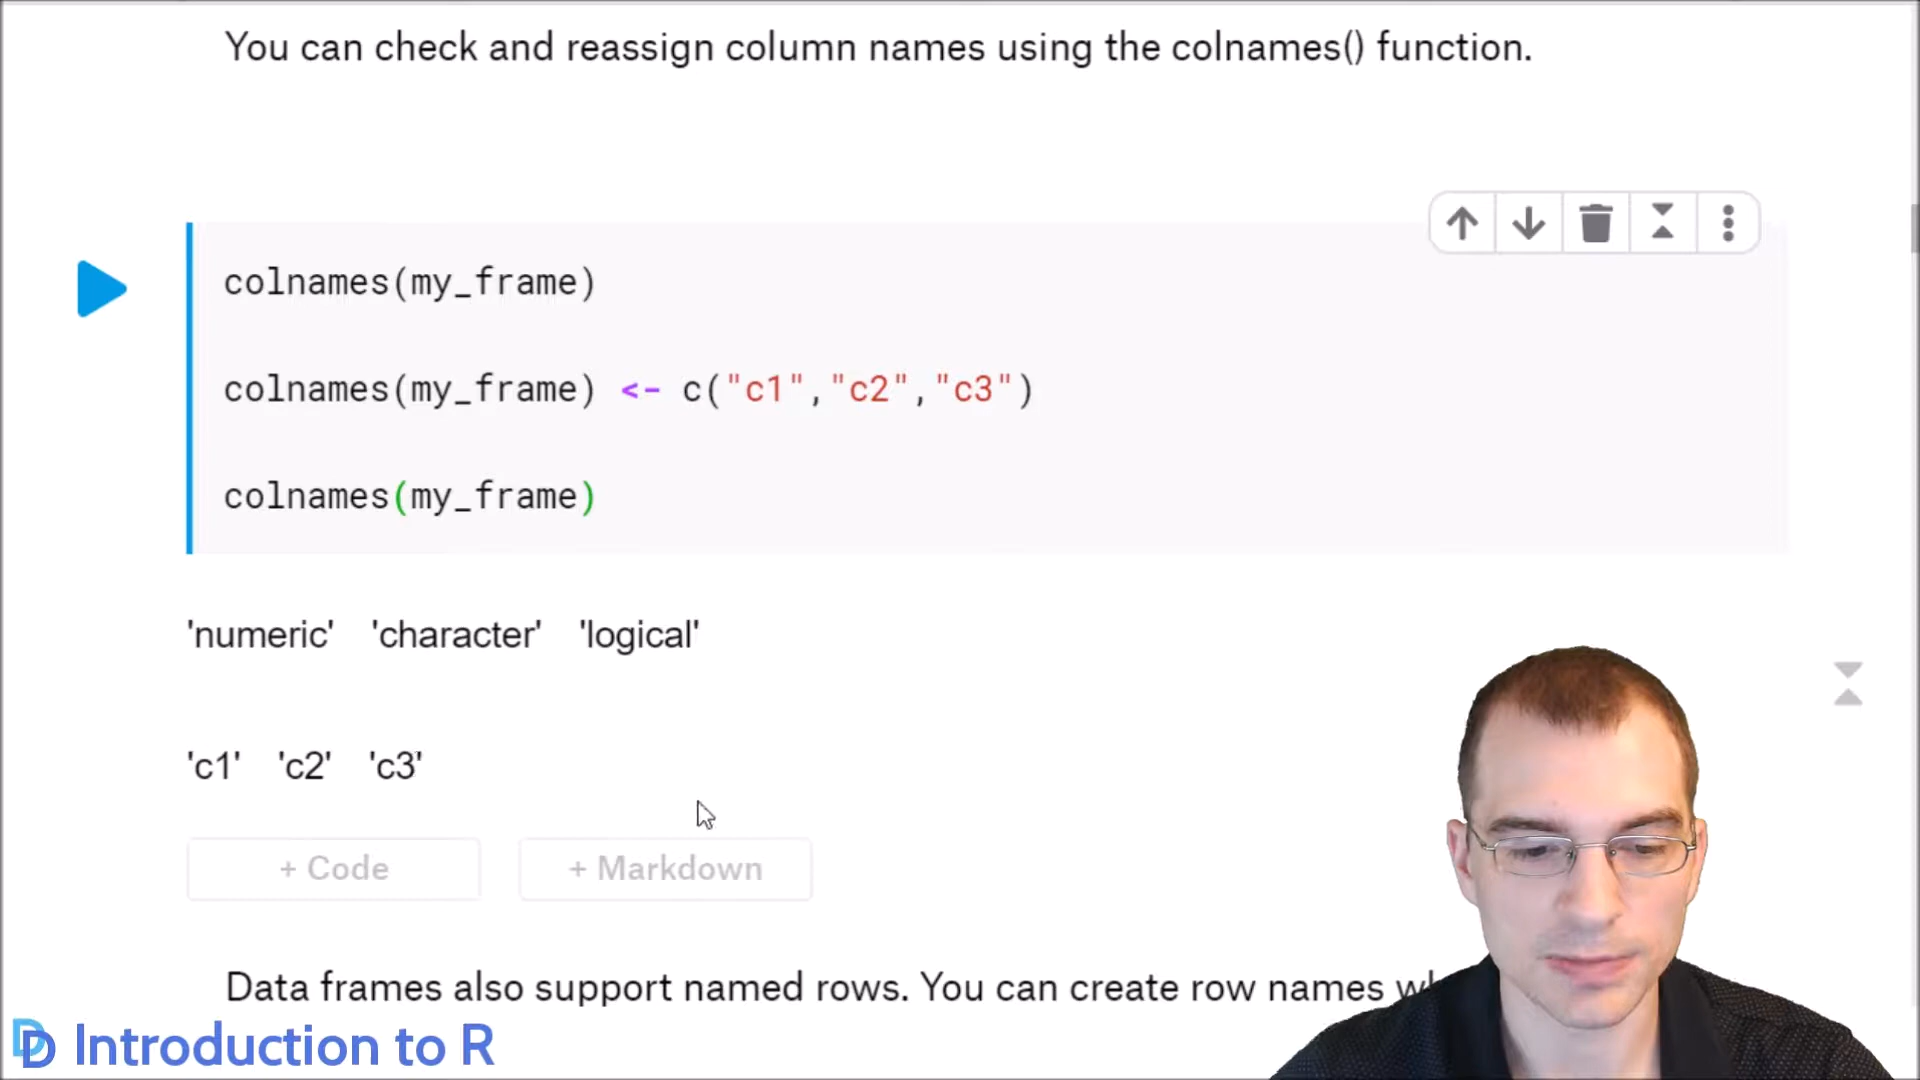 You can check and reassign column names using the colnames() function.
colnames(my_frame)
colnames(my_frame) <- c("c1","c2","c3")
colnames(my_frame)
'numeric' 'character' 'logical'
'c1' 'c2' 'c3'
+ Code + Markdown
Data frames also support named rows. You can create row names
Introduction to R